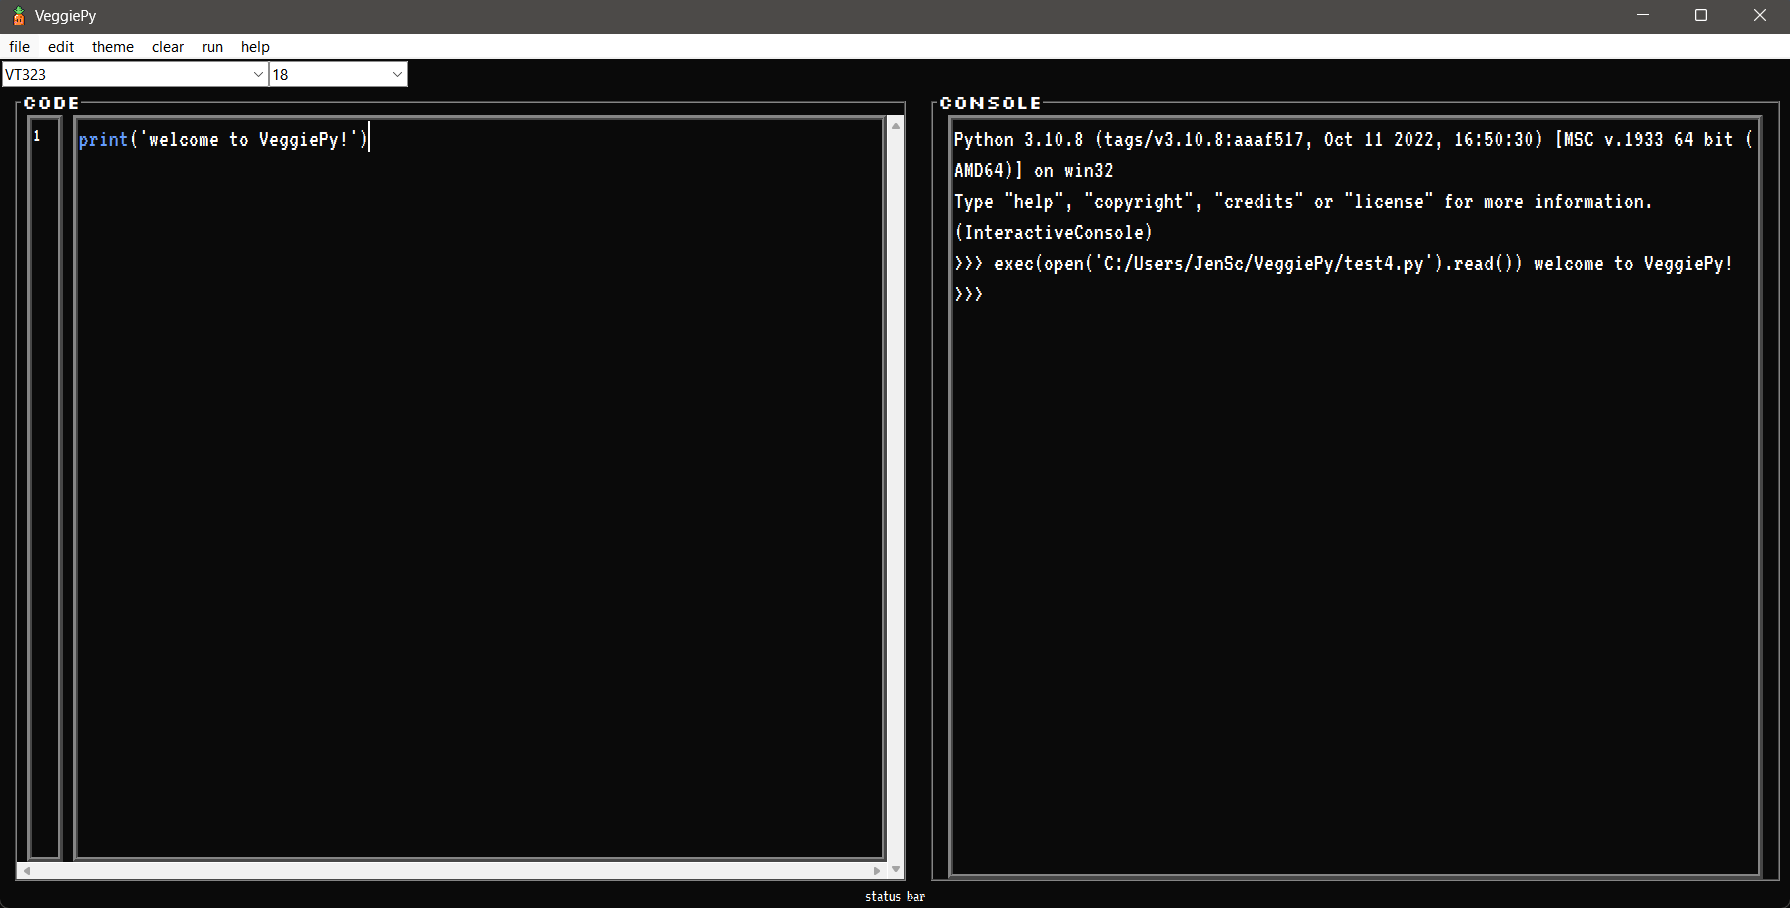 VeggiePy
file edit theme clear run help
VT323 18
CODE
1
print('welcome to VeggiePy!')
CONSOLE
Python 3.10.8 (tags/v3.10.8:aaaf517, Oct 11 2022, 16:50:30) [MSC v.1933 64 bit (
AMD64)] on win32
Type "help", "copyright", "credits" or "license" for more information.
(InteractiveConsole)
>>> exec(open('C:/Users/JenSc/VeggiePy/test4.py').read()) welcome to VeggiePy!
>>>
status bar